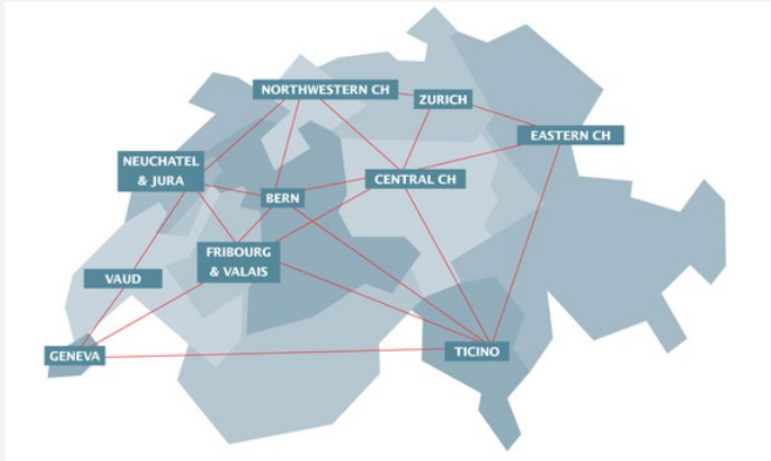 NORTHWESTERN CH
ZURICH
EASTERN CH
NEUCHATEL
& JURA
BERN
CENTRAL CH
FRIBOURG
& VALAIS
VAUD
GENEVA
TICINO